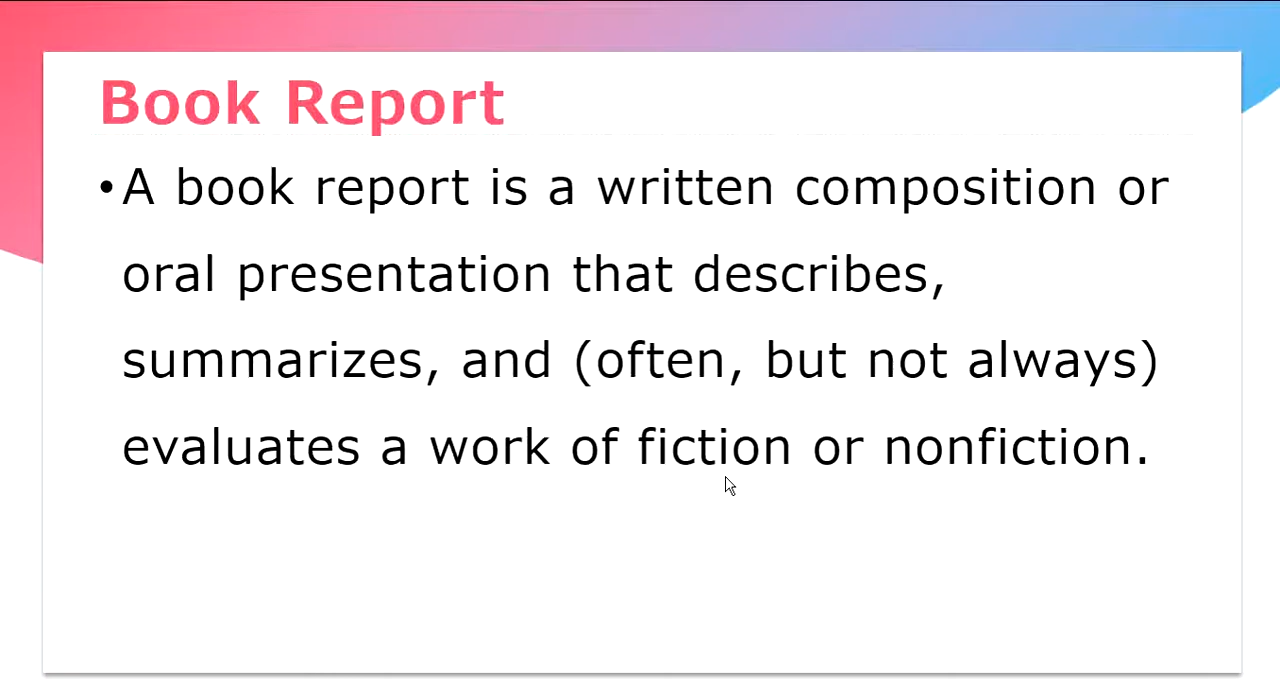 Book Report
•A book report is a written composition or
oral presentation that describes,
summarizes, and (often, but not always)
evaluates a work of fiction or nonfiction.